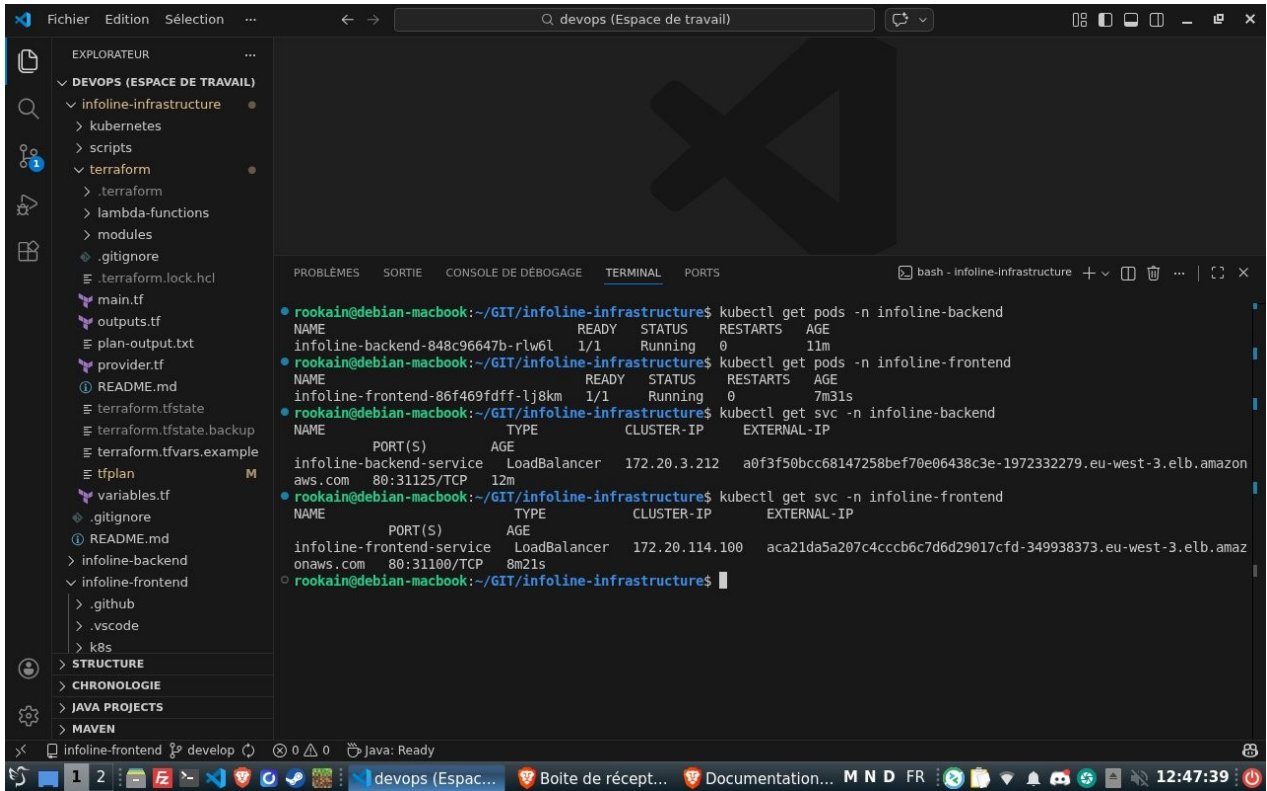 Fichier Edition Sélection ...
devops (Espace de travail)
EXPLORATEUR ...
DEVOPS (ESPACE DE TRAVAIL)
infoline-infrastructure
kubernetes
scripts
1
terraform
.terraform
lambda-functions
modules
.gitignore
.terraform.lock.hcl
main.tf
outputs.tf
plan-output.txt
provider.tf
README.md
terraform.tfstate
terraform.tfstate.backup
terraform.tfvars.example
tfplan M
variables.tf
.gitignore
README.md
infoline-backend
infoline-frontend
.github
.vscode
k8s
STRUCTURE
CHRONOLOGIE
JAVA PROJECTS
MAVEN
PROBLÈMES SORTIE CONSOLE DE DÉBOGAGE TERMINAL PORTS bash - infoline-infrastructure
rookain@debian-macbook:~/GIT/infoline-infrastructure$ kubectl get pods -n infoline-backend
NAME READY STATUS RESTARTS AGE
infoline-backend-848c96647b-rlw6l 1/1 Running 0 11m
rookain@debian-macbook:~/GIT/infoline-infrastructure$ kubectl get pods -n infoline-frontend
NAME READY STATUS RESTARTS AGE
infoline-frontend-86f469fdff-lj8km 1/1 Running 0 7m31s
rookain@debian-macbook:~/GIT/infoline-infrastructure$ kubectl get svc -n infoline-backend
NAME TYPE CLUSTER-IP EXTERNAL-IP
PORT(S) AGE
infoline-backend-service LoadBalancer 172.20.3.212 a0f3f50bcc68147258bef70e06438c3e-1972332279.eu-west-3.elb.amazon
aws.com 80:31125/TCP 12m
rookain@debian-macbook:~/GIT/infoline-infrastructure$ kubectl get svc -n infoline-frontend
NAME TYPE CLUSTER-IP EXTERNAL-IP
PORT(S) AGE
infoline-frontend-service LoadBalancer 172.20.114.100 aca21da5a207c4cccb6c7d6d29017cfd-349938373.eu-west-3.elb.amaz
onaws.com 80:31100/TCP 8m21s
rookain@debian-macbook:~/GIT/infoline-infrastructure$
infoline-frontend develop 0 0 Java: Ready
1 2 devops (Espac... Boite de récept... Documentation... M N D FR 12:47:39